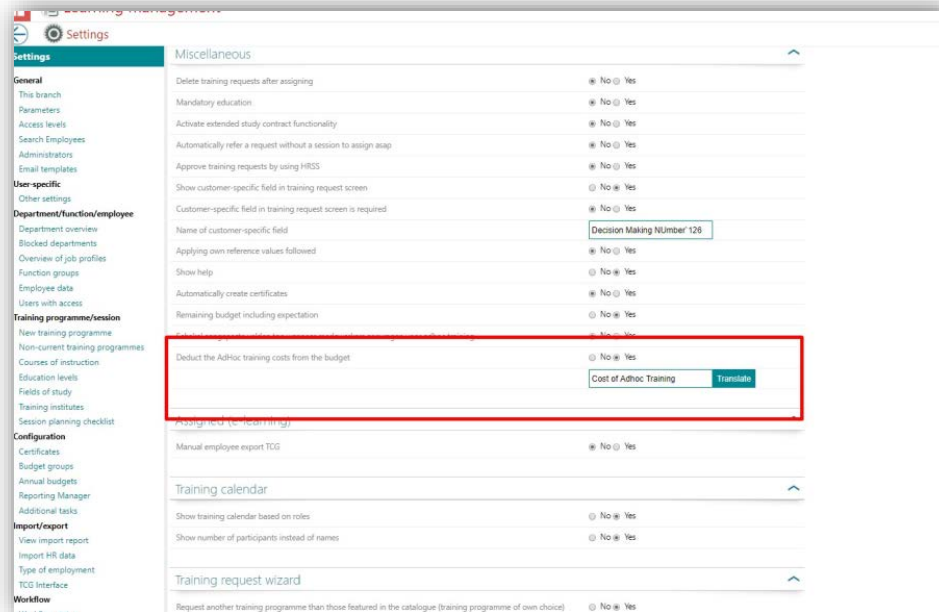 Learning Management
Settings
Settings
General
This branch
Parameters
Access levels
Search Employees
Administrators
Email templates
User-specific
Other settings
Department/function/employee
Department overview
Blocked departments
Overview of job profiles
Function groups
Employee data
Users with access
Training programme/session
New training programme
Non-current training programmes
Courses of instruction
Education levels
Fields of study
Training institutes
Session planning checklist
Configuration
Certificates
Budget groups
Annual budgets
Reporting Manager
Additional tasks
Import/export
View import report
Import HR data
Type of employment
TCG Interface
Workflow
Miscellaneous
Delete training requests after assigning No Yes
Mandatory education No Yes
Activate extended study contract functionality No Yes
Automatically refer a request without a session to assign asap No Yes
Approve training requests by using HRSS No Yes
Show customer-specific field in training request screen No Yes
Customer-specific field in training request screen is required No Yes
Name of customer-specific field Decision Making NUmber' 126
Applying own reference values followed No Yes
Show help No Yes
Automatically create certificates No Yes
Remaining budget including expectation No Yes
No Yes
Deduct the AdHoc training costs from the budget No Yes
Cost of Adhoc Training Translate
Assigned (e-learning)
Manual employee export TCG No Yes
Training calendar
Show training calendar based on roles No Yes
Show number of participants instead of names No Yes
Training request wizard
Request another training programme than those featured in the catalogue (training programme of own choice) No Yes